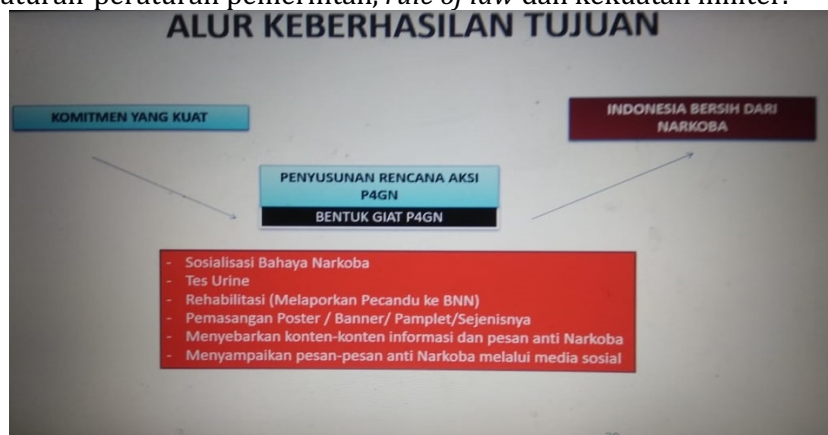 aturan-peraturan pemerintah, rule of law dan kekuatan militer.
ALUR KEBERHASILAN TUJUAN
KOMITMEN YANG KUAT
INDONESIA BERSIH DARI
NARKOBA
PENYUSUNAN RENCANA AKSI
P4GN
BENTUK GIAT P4GN
- Sosialisasi Bahaya Narkoba
- Tes Urine
- Rehabilitasi (Melaporkan Pecandu ke BNN)
- Pemasangan Poster / Banner/ Pamplet/Sejenisnya
- Menyebarkan konten-konten informasi dan pesan anti Narkoba
- Menyampaikan pesan-pesan anti Narkoba melalui media sosial